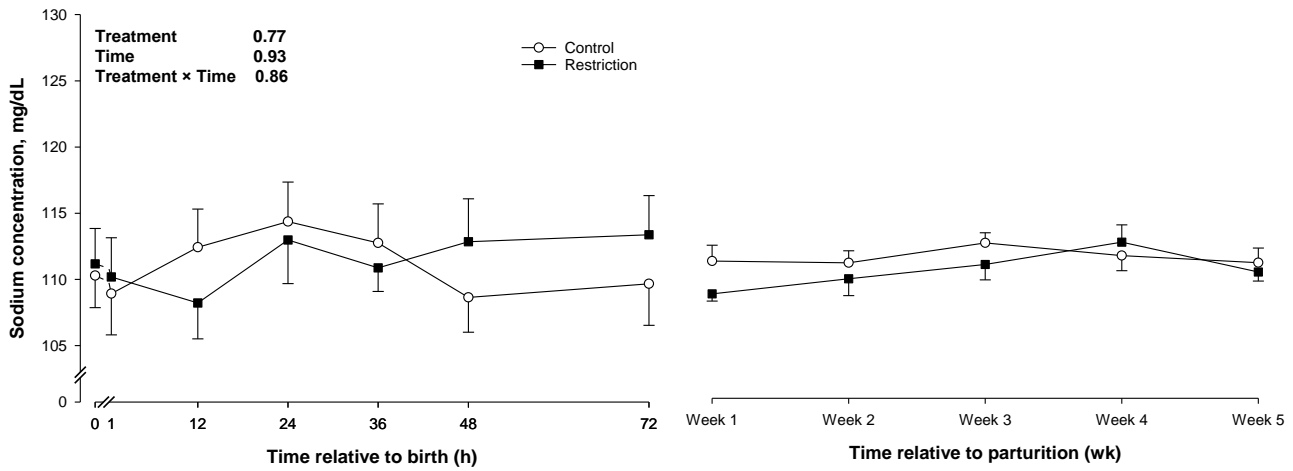 130
125
120
115
110
105
0
Sodium concentration, mg/dL
Treatment 0.77
Time 0.93
Treatment × Time 0.86
Control
Restriction
0 1 12 24 36 48 72
Time relative to birth (h)
Week 1 Week 2 Week 3 Week 4 Week 5
Time relative to parturition (wk)